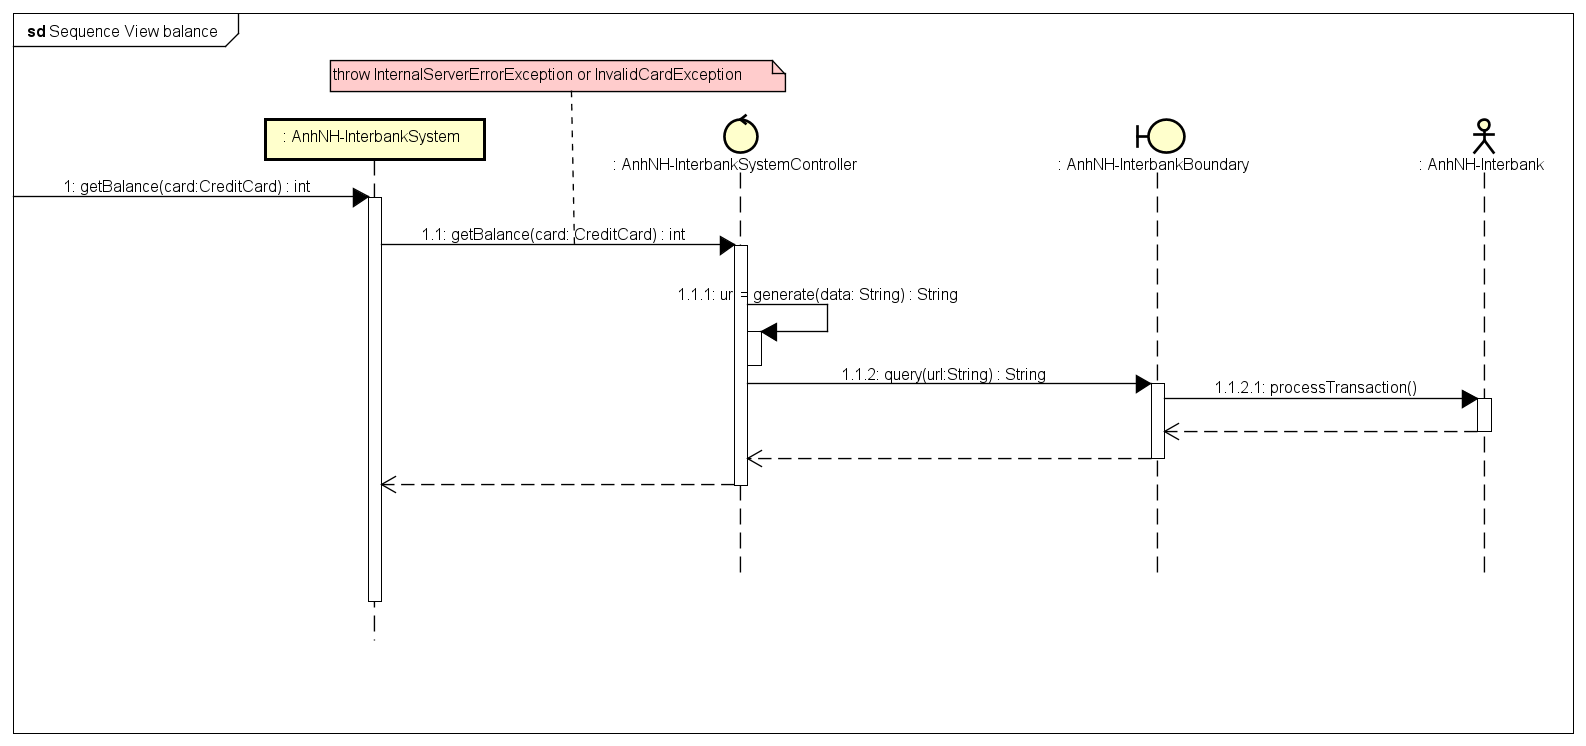 sd Sequence View balance
throw InternalServerErrorException or InvalidCardException
: AnhNH-InterbankSystem
: AnhNH-InterbankSystemController
: AnhNH-InterbankBoundary
: AnhNH-Interbank
1: getBalance(card:CreditCard) : int
1.1: getBalance(card: CreditCard) : int
1.1.1: url = generate(data: String) : String
1.1.2: query(url:String) : String
1.1.2.1: processTransaction()